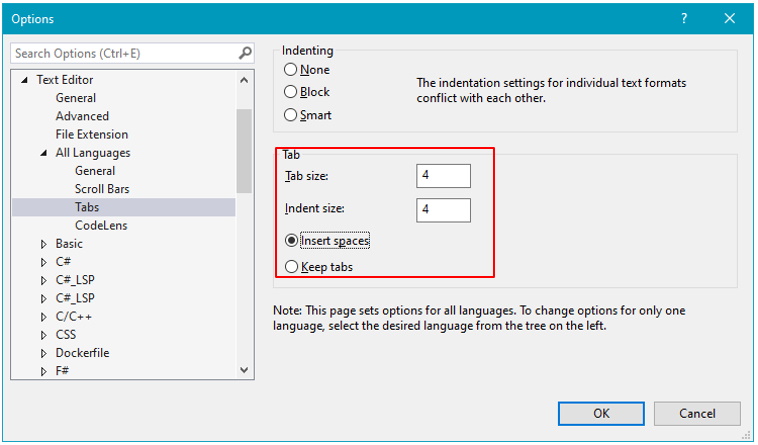 Options
?
Search Options (Ctrl+E)
Text Editor
General
Advanced
File Extension
All Languages
General
Scroll Bars
Tabs
CodeLens
Basic
C#
C#_LSP
C#_LSP
C/C++
CSS
Dockerfile
F#
Indenting
None
Block
Smart
The indentation settings for individual text formats
conflict with each other.
Tab
Tab size:
4
Indent size:
4
Insert spaces
Keep tabs
Note: This page sets options for all languages. To change options for only one
language, select the desired language from the tree on the left.
OK
Cancel